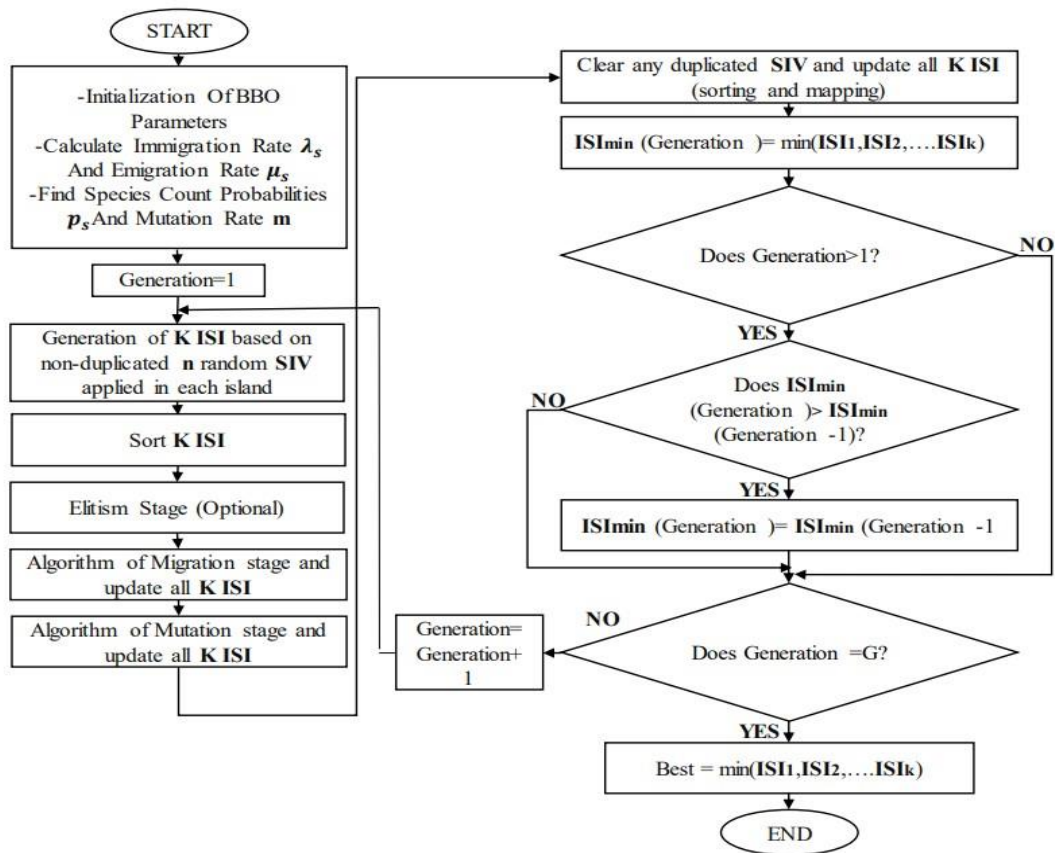 START
-Initialization Of BBO
Parameters
-Calculate Immigration Rate λs
And Emigration Rate μs
-Find Species Count Probabilities
ps And Mutation Rate m
Generation=1
Generation of K ISI based on
non-duplicated n random SIV
applied in each island
Sort K ISI
Elitism Stage (Optional)
Algorithm of Migration stage and
update all K ISI
Algorithm of Mutation stage and
update all K ISI
Clear any duplicated SIV and update all K ISI
(sorting and mapping)
ISImin (Generation )= min(ISI1,ISI2,....ISIk)
Does Generation>1?
NO
YES
Does ISImin
(Generation )> ISImin
(Generation -1)?
NO
YES
ISImin (Generation )= ISImin (Generation -1
Does Generation =G?
NO
Generation=
Generation+
1
YES
Best = min(ISI1,ISI2,....ISIk)
END